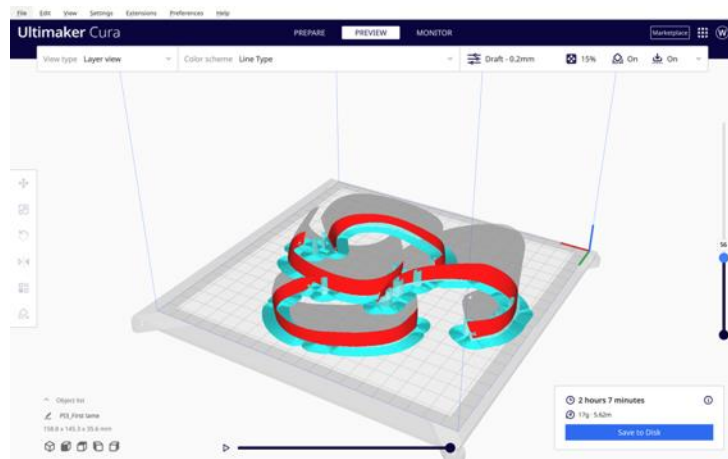 File Edit View Settings Extensions Preferences Help
Ultimaker Cura PREPARE PREVIEW MONITOR Marketplace W
View type Layer view Color scheme Line Type Draft - 0.2mm 15% On On
56
Object list
158.8 x 145.3 x 35.6 mm
2 hours 7 minutes
17g · 5.62m
Save to Disk